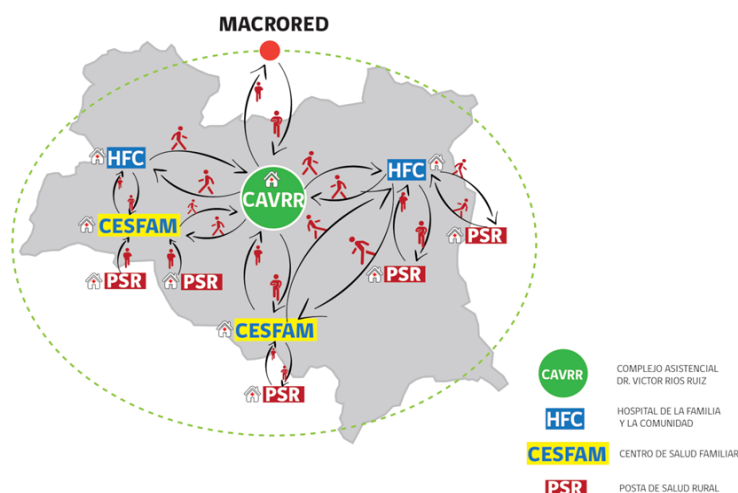 MACRORED
HFC
HFC
CAVRR
CESFAM
PSR
PSR
PSR
PSR
CESFAM
PSR
CAVRR
COMPLEJO ASISTENCIAL
DR. VICTOR RIOS RUIZ
HFC
HOSPITAL DE LA FAMILIA
Y LA COMUNIDAD
CESFAM
CENTRO DE SALUD FAMILIAR
PSR
POSTA DE SALUD RURAL